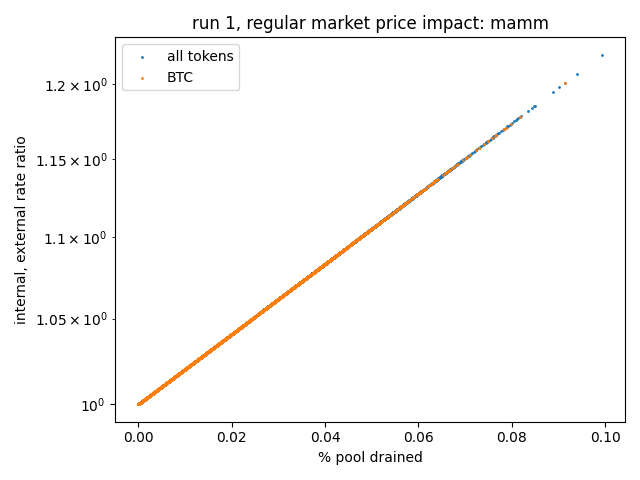 run 1, regular market price impact: mamm
all tokens
BTC
internal, external rate ratio
1.2 × 10⁰
1.15 × 10⁰
1.1 × 10⁰
1.05 × 10⁰
10⁰
0.00 0.02 0.04 0.06 0.08 0.10
% pool drained